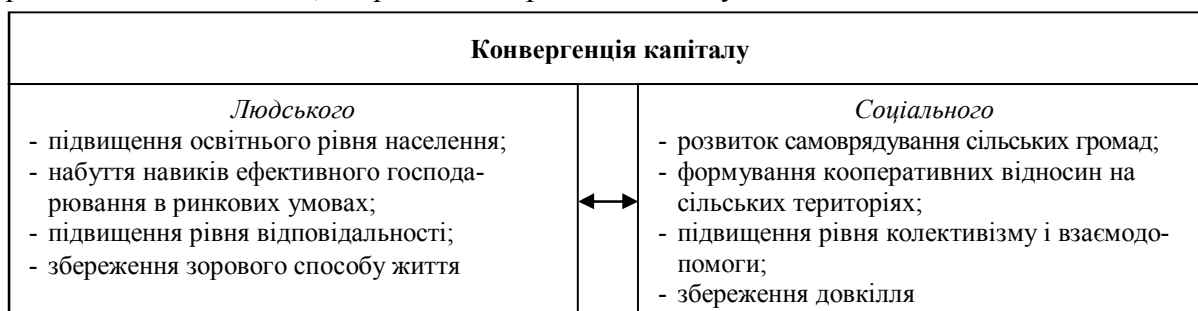 Конвергенція капіталу
Людського
- підвищення освітнього рівня населення;
- набуття навиків ефективного господа-
рювання в ринкових умовах;
- підвищення рівня відповідальності;
- збереження зорового способу життя
Соціального
- розвиток самоврядування сільських громад;
- формування кооперативних відносин на
сільських територіях;
- підвищення рівня колективізму і взаємодо-
помоги;
- збереження довкілля